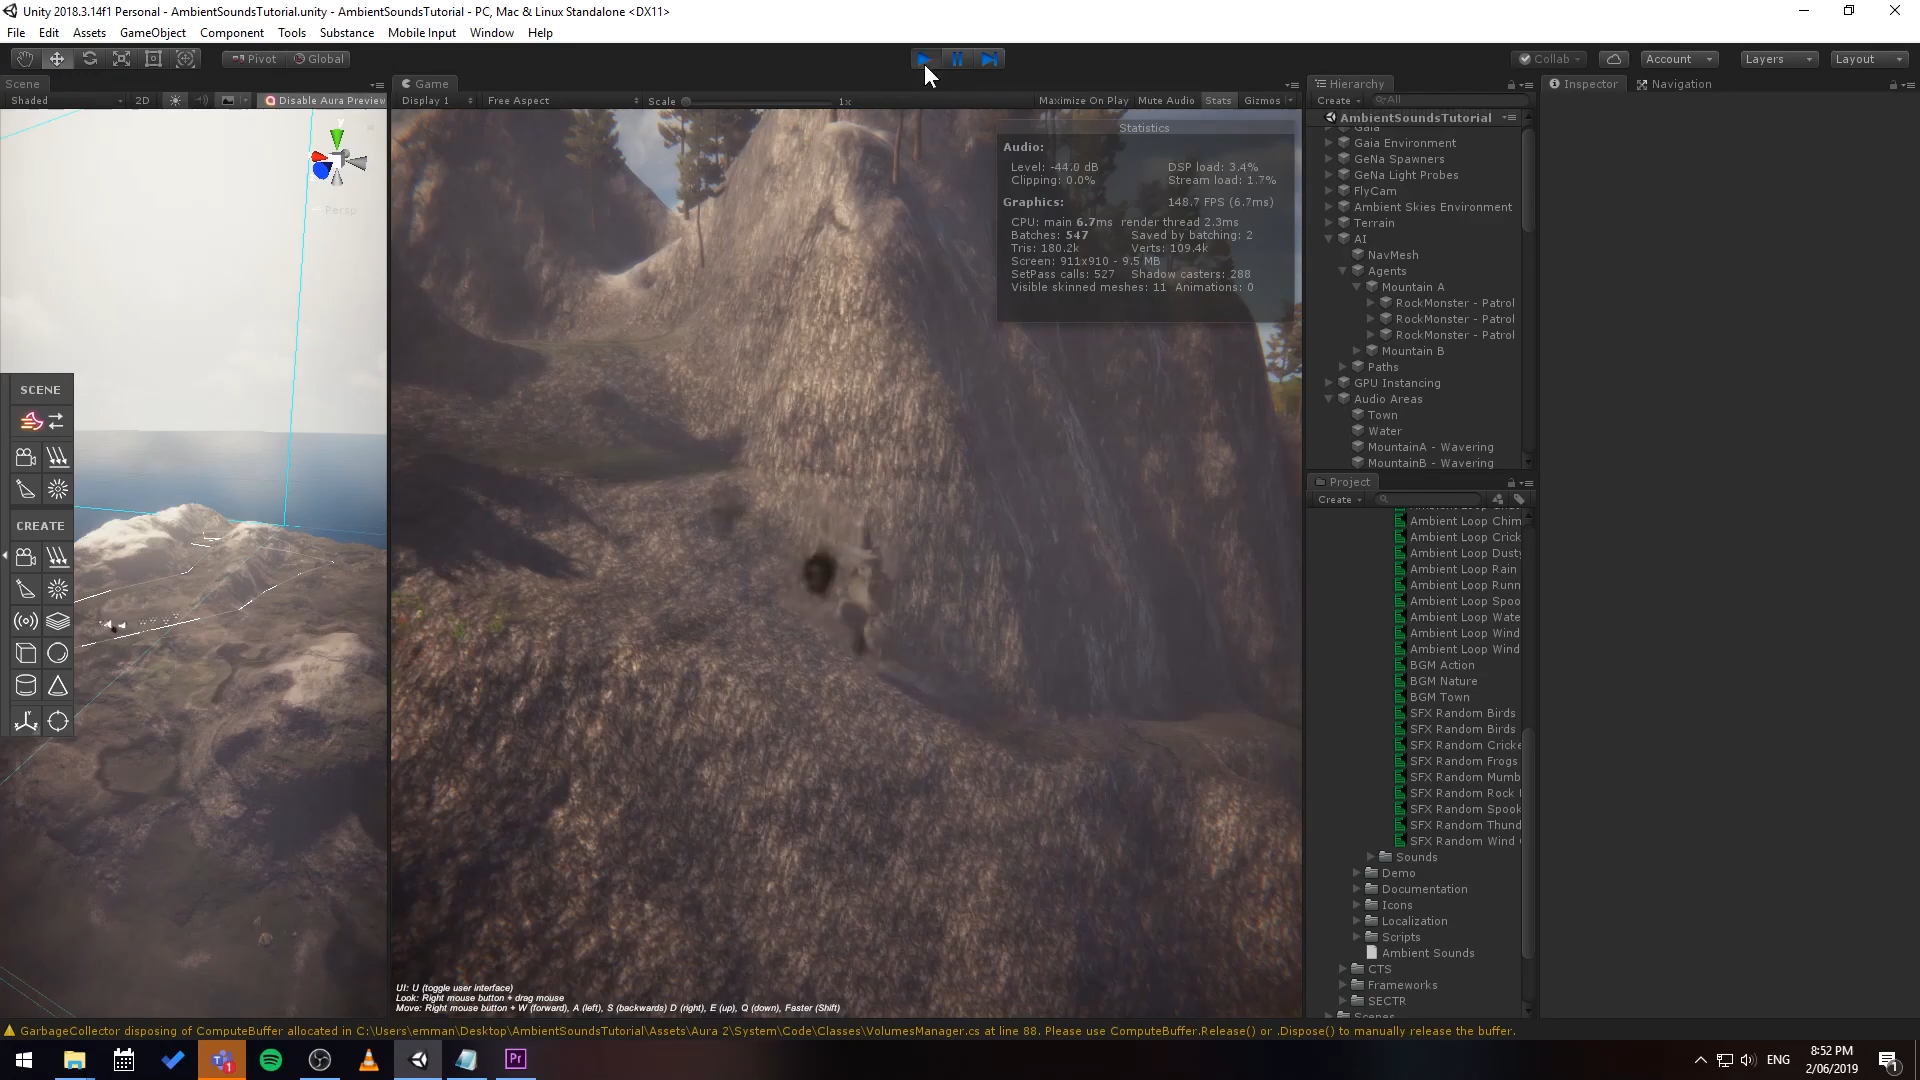 Unity 2018.3.14f1 Personal - AmbientSoundsTutorial.unity - AmbientSoundsTutorial - PC, Mac & Linux Standalone <DX11>
File Edit Assets GameObject Component Tools Substance Mobile Input Window Help
Pivot Global Collab Account Layers Layout
Scene
Shaded 2D Disable Aura Preview
y
Persp
SCENE
CREATE
Game
Display 1 Free Aspect Scale 1x Maximize On Play Mute Audio Stats Gizmos
Statistics
Audio:
Level: -44.0 dB DSP load: 3.4%
Clipping: 0.0% Stream load: 1.7%
Graphics: 148.7 FPS (6.7ms)
CPU: main 6.7ms render thread 2.3ms
Batches: 547 Saved by batching: 2
Tris: 180.2k Verts: 109.4k
Screen: 911x910 - 9.5 MB
SetPass calls: 527 Shadow casters: 288
Visible skinned meshes: 11 Animations: 0
UI: U (toggle user interface)
Look: Right mouse button + drag mouse
Move: Right mouse button + W (forward), A (left), S (backwards) D (right), E (up), Q (down), Faster (Shift)
Hierarchy
Create All
AmbientSoundsTutorial
Gaia
Gaia Environment
GeNa Spawners
GeNa Light Probes
FlyCam
Ambient Skies Environment
Terrain
AI
NavMesh
Agents
Mountain A
RockMonster - Patrol
RockMonster - Patrol
RockMonster - Patrol
Mountain B
Paths
GPU Instancing
Audio Areas
Town
Water
MountainA - Wavering
MountainB - Wavering
Project
Create
Ambient Loop Chim
Ambient Loop Crick
Ambient Loop Dusty
Ambient Loop Rain
Ambient Loop Runn
Ambient Loop Spoo
Ambient Loop Wate
Ambient Loop Wind
Ambient Loop Wind
BGM Action
BGM Nature
BGM Town
SFX Random Birds
SFX Random Birds
SFX Random Cricke
SFX Random Frogs
SFX Random Mumb
SFX Random Rock
SFX Random Spook
SFX Random Thund
SFX Random Wind
Sounds
Demo
Documentation
Icons
Localization
Scripts
Ambient Sounds
CTS
Frameworks
SECTR
Scenes
Inspector Navigation
GarbageCollector disposing of ComputeBuffer allocated in C:\Users\emman\Desktop\AmbientSoundsTutorial\Assets\Aura 2\System\Code\Classes\VolumesManager.cs at line 88. Please use ComputeBuffer.Release() or .Dispose() to manually release the buffer.
1
Pr
ENG
8:52 PM
2/06/2019
1